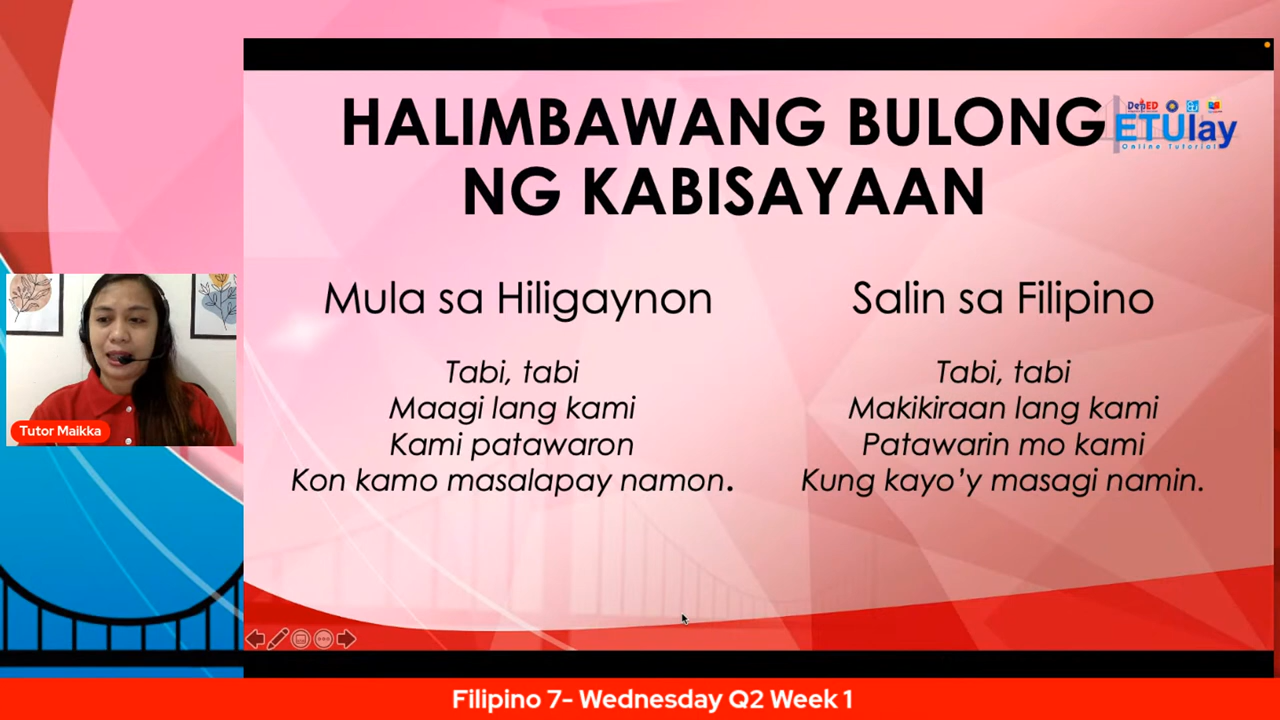 HALIMBAWANG BULONG
NG KABISAYAAN
DepED
ETUlay
Online Tutorial
Mula sa Hiligaynon
Tabi, tabi
Maagi lang kami
Kami patawaron
Kon kamo masalapay namon.
Salin sa Filipino
Tabi, tabi
Makikiraan lang kami
Patawarin mo kami
Kung kayo'y masagi namin.
Tutor Maikka
Filipino 7- Wednesday Q2 Week 1